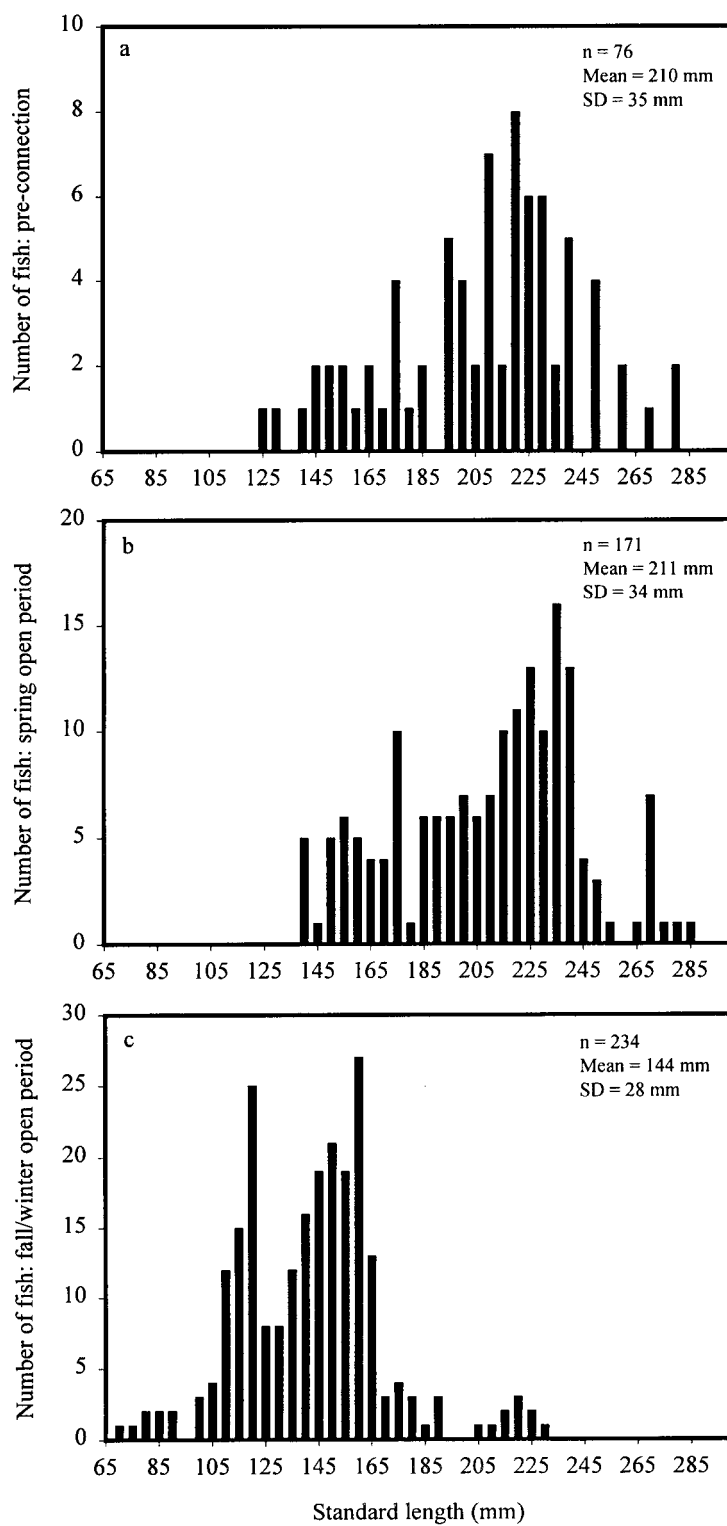 a
n = 76
Mean = 210 mm
SD = 35 mm
Number of fish: pre-connection
10
8
6
4
2
0
65 85 105 125 145 165 185 205 225 245 265 285
b
n = 171
Mean = 211 mm
SD = 34 mm
Number of fish: spring open period
20
15
10
5
0
65 85 105 125 145 165 185 205 225 245 265 285
c
n = 234
Mean = 144 mm
SD = 28 mm
Number of fish: fall/winter open period
30
25
20
15
10
5
0
65 85 105 125 145 165 185 205 225 245 265 285
Standard length (mm)